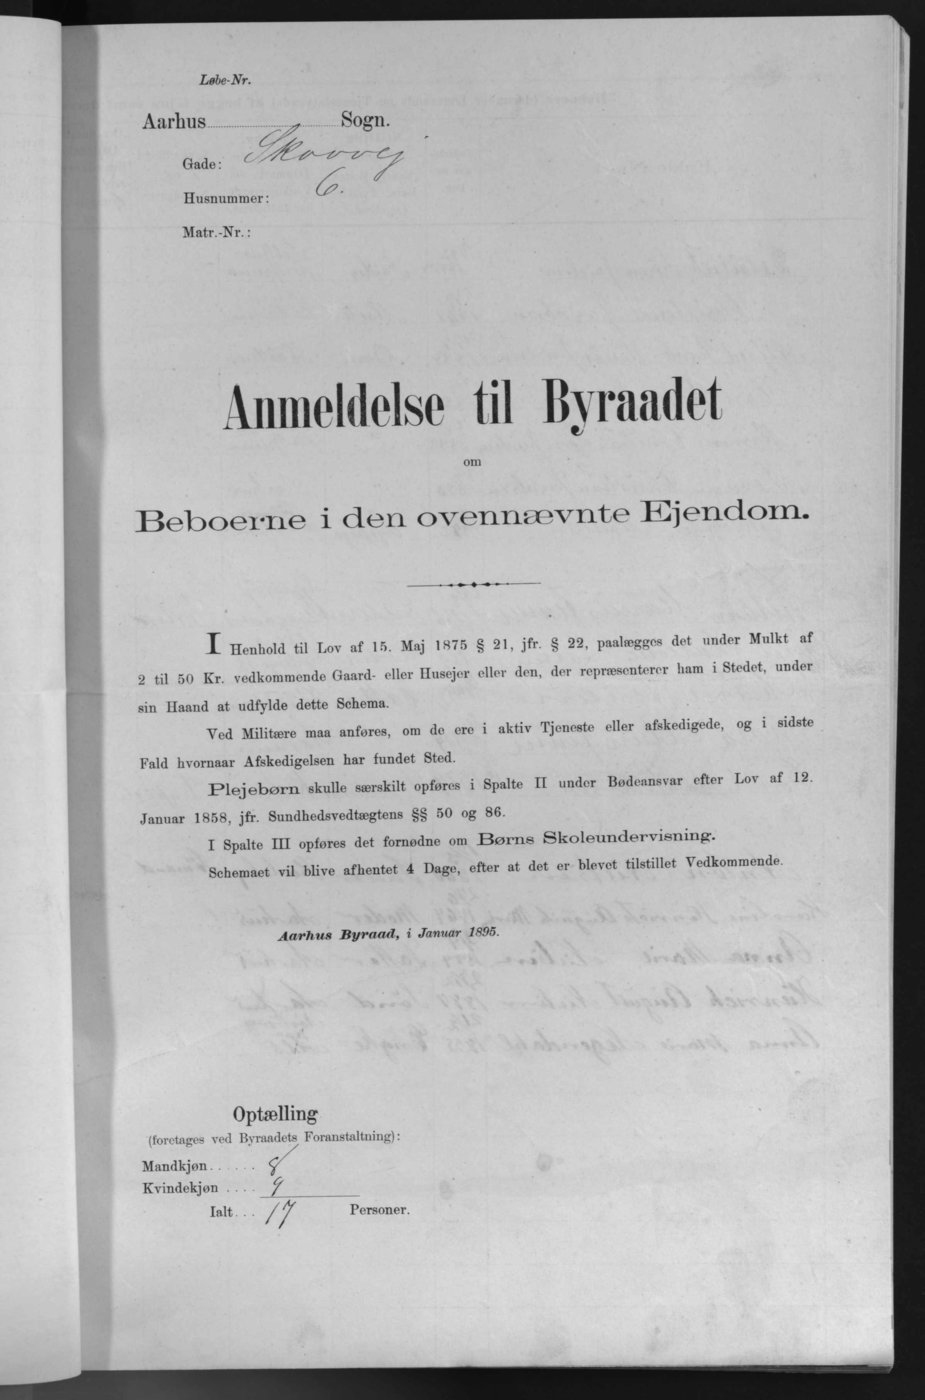 Løbe-Nr.
Aarhus Sogn.
Gade: Skovvej
Husnummer: 6.
Matr.-Nr.:
Anmeldelse til Byraadet
om
Beboerne i den ovennævnte Ejendom.
I Henhold til Lov af 15. Maj 1875 § 21, jfr. § 22, paalægges det under Mulkt af
2 til 50 Kr. vedkommende Gaard- eller Husejer eller den, der repræsenterer ham i Stedet, under
sin Haand at udfylde dette Schema.
Ved Militære maa anføres, om de ere i aktiv Tjeneste eller afskedigede, og i sidste
Fald hvornaar Afskedigelsen har fundet Sted.
Plejebørn skulle særskilt opføres i Spalte II under Bødeansvar efter Lov af 12.
Januar 1858, jfr. Sundhedsvedtægtens §§ 50 og 86.
I Spalte III opføres det fornødne om Børns Skoleundervisning.
Schemaet vil blive afhentet 4 Dage, efter at det er blevet tilstillet Vedkommende.
Aarhus Byraad, i Januar 1895.
Optælling
(foretages ved Byraadets Foranstaltning):
Mandkjøn...... 8
Kvindekjøn .... 9
Ialt... 17 Personer.